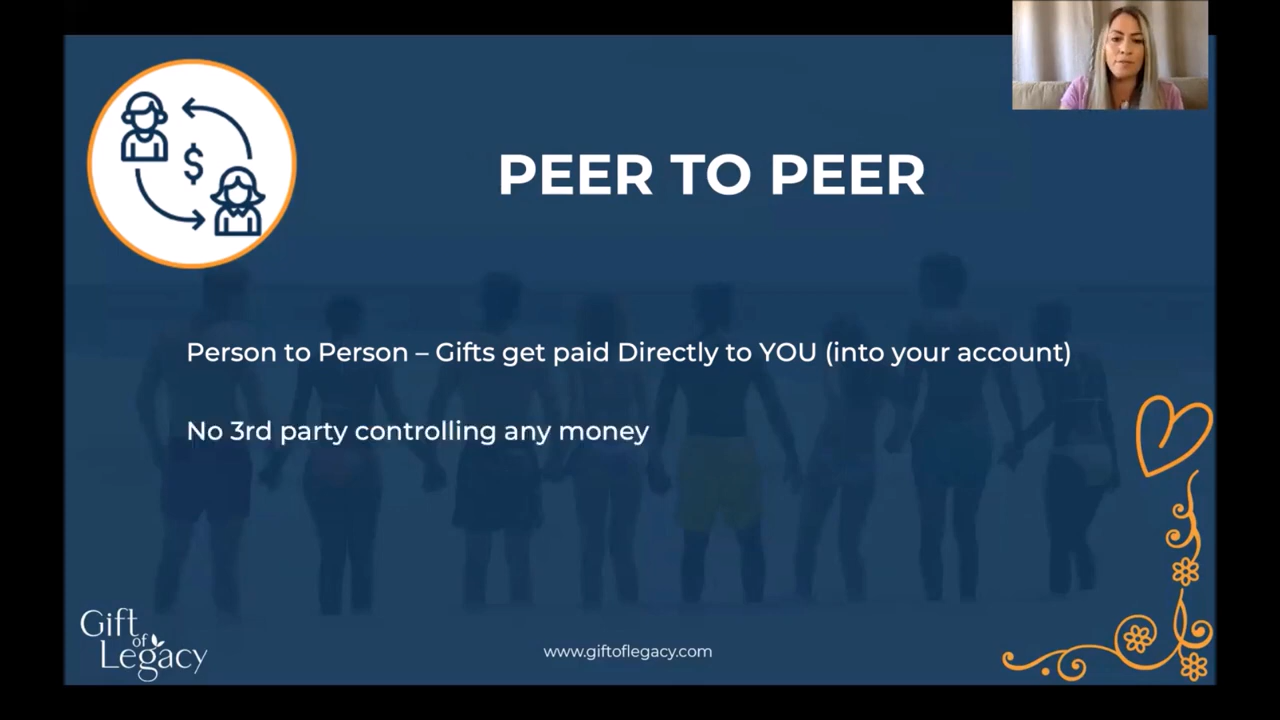 $
PEER TO PEER
Person to Person – Gifts get paid Directly to YOU (into your account)
No 3rd party controlling any money
Gift
of
Legacy
www.giftoflegacy.com